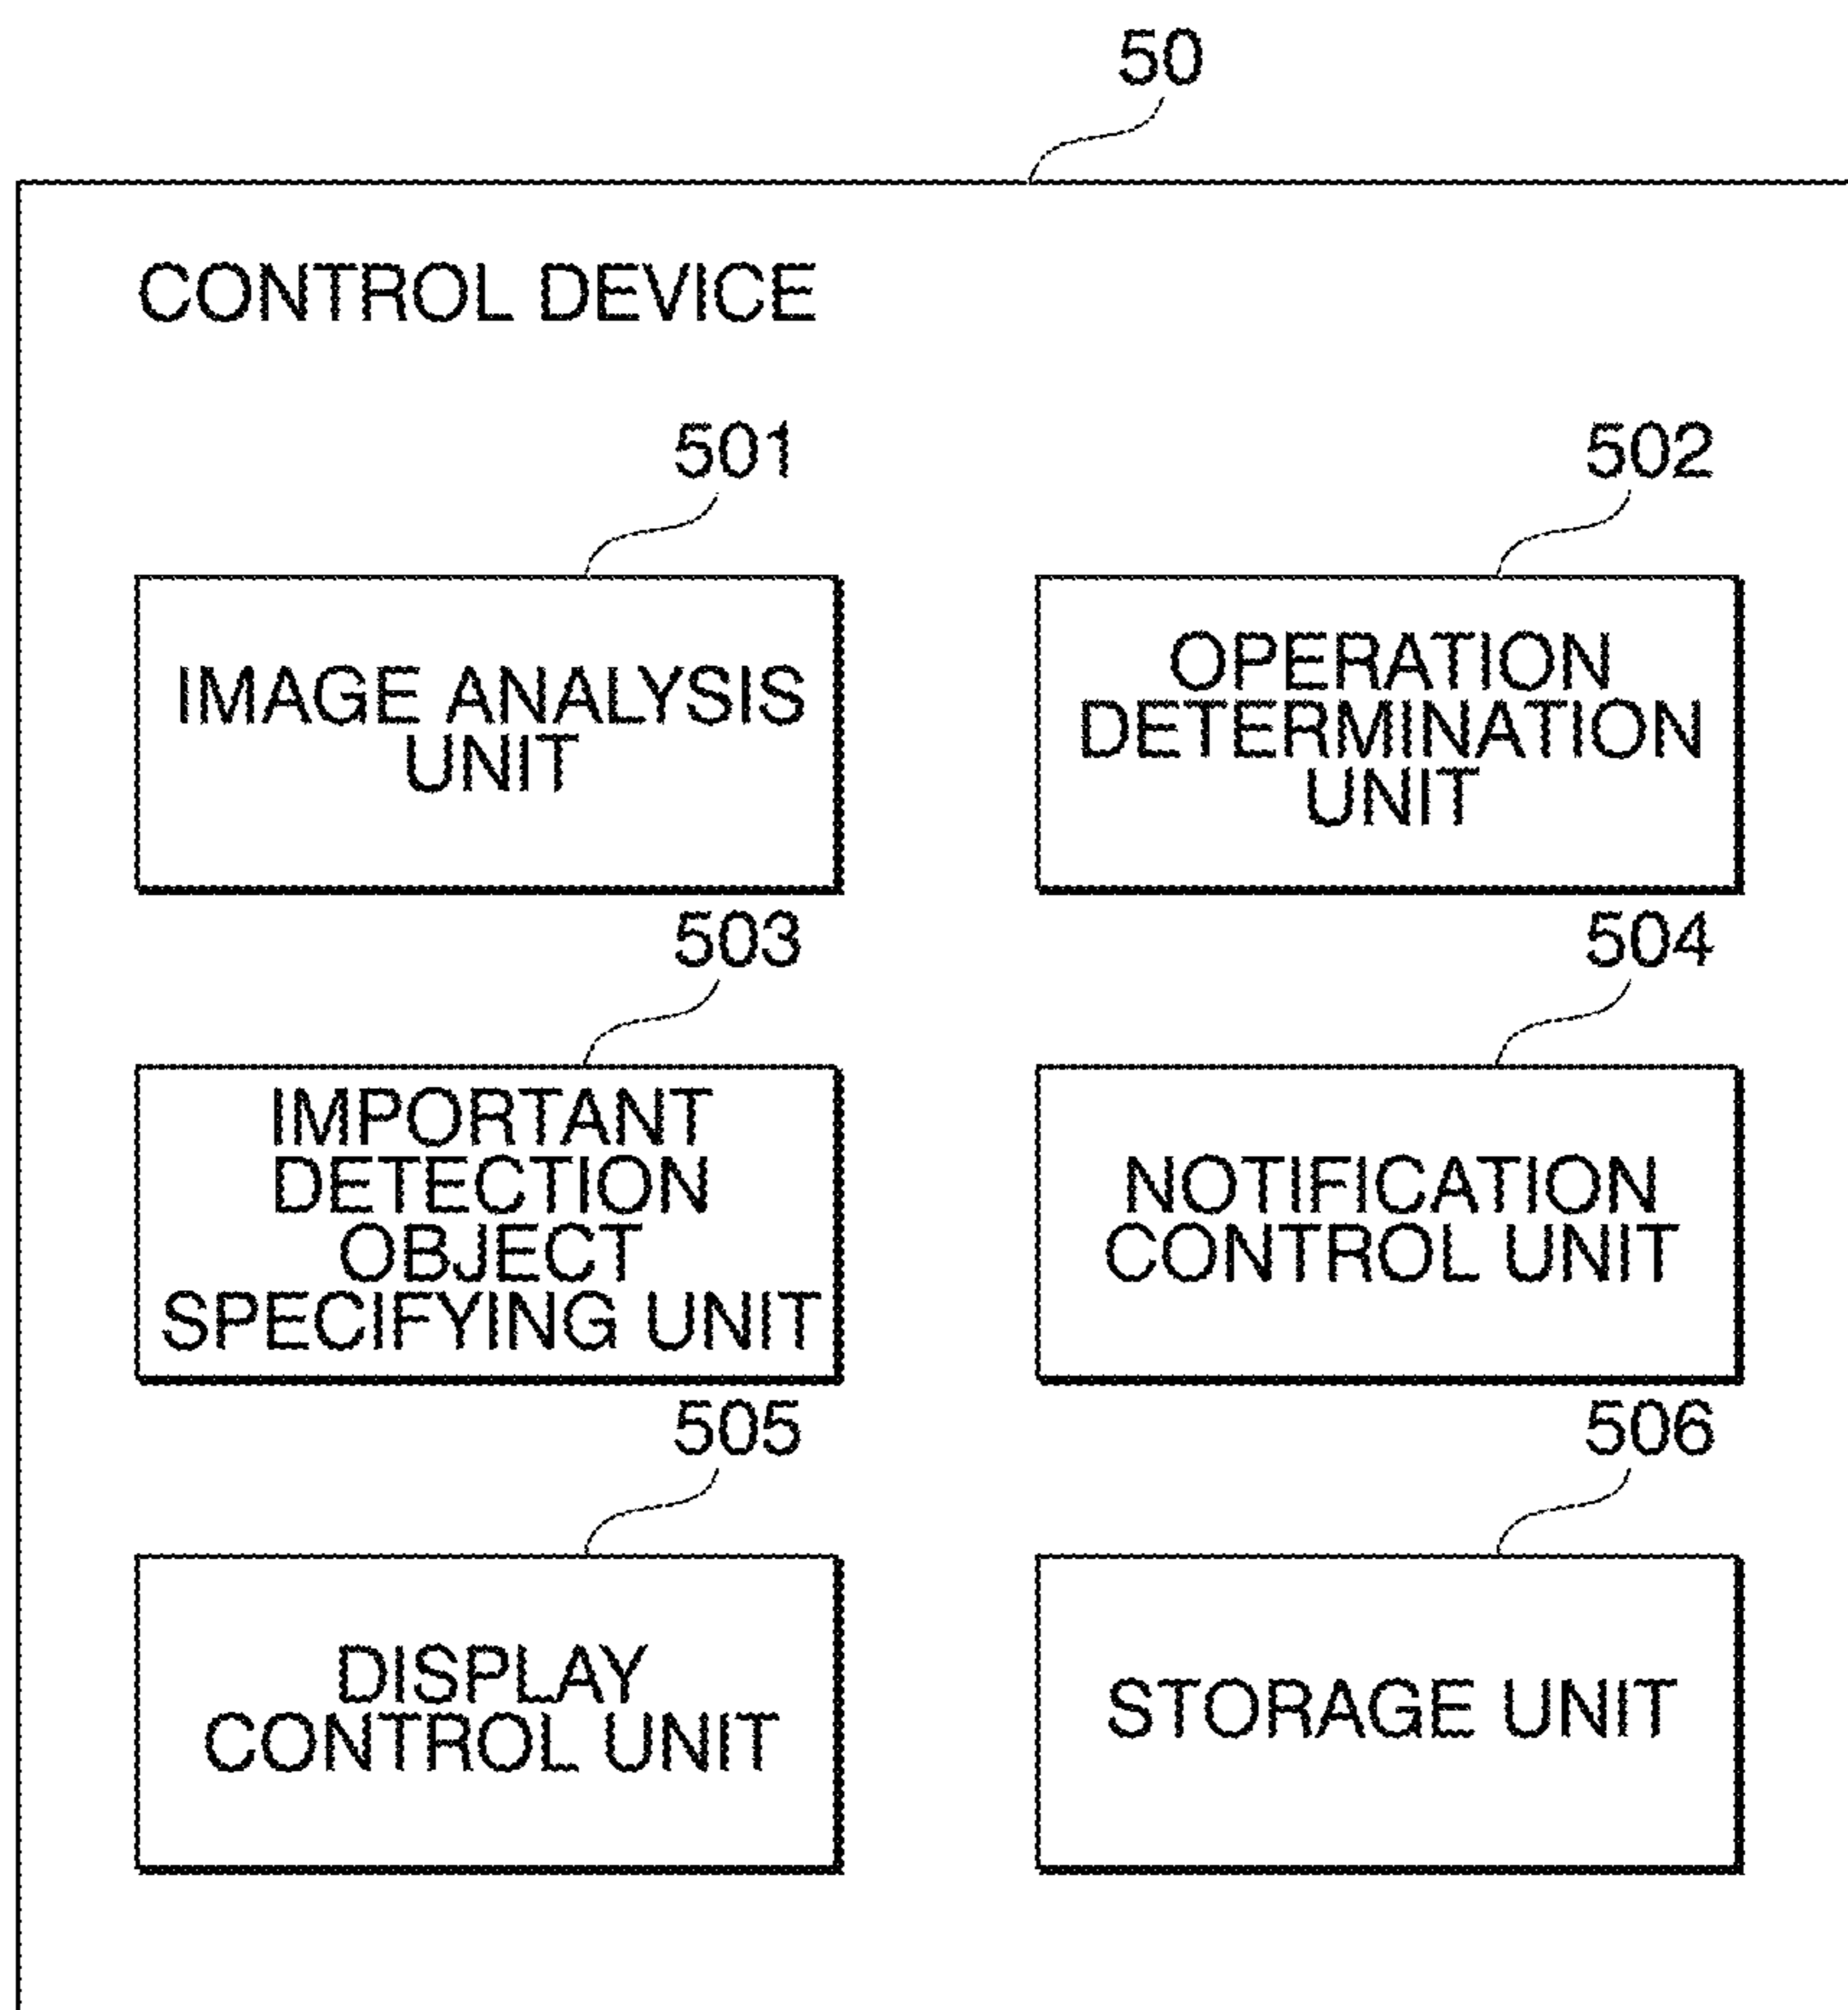 50
CONTROL DEVICE
501
IMAGE ANALYSIS
UNIT
502
OPERATION
DETERMINATION
UNIT
503
IMPORTANT
DETECTION
OBJECT
SPECIFYING UNIT
504
NOTIFICATION
CONTROL UNIT
505
DISPLAY
CONTROL UNIT
506
STORAGE UNIT